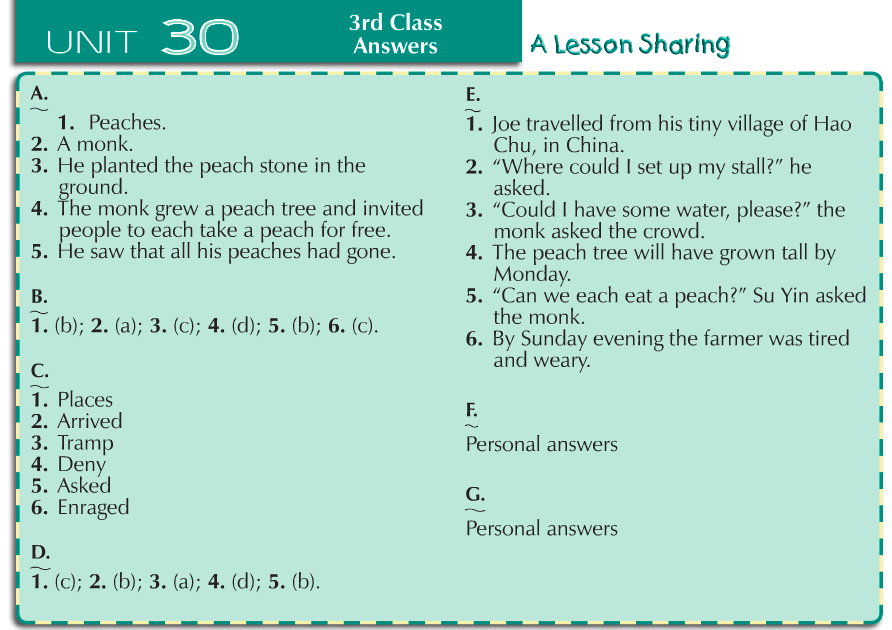 UNIT 30
3rd Class
Answers
A Lesson Sharing
A.
1. Peaches.
2. A monk.
3. He planted the peach stone in the
ground.
4. The monk grew a peach tree and invited
people to each take a peach for free.
5. He saw that all his peaches had gone.
B.
1. (b); 2. (a); 3. (c); 4. (d); 5. (b); 6. (c).
C.
1. Places
2. Arrived
3. Tramp
4. Deny
5. Asked
6. Enraged
D.
1. (c); 2. (b); 3. (a); 4. (d); 5. (b).
E.
1. Joe travelled from his tiny village of Hao
Chu, in China.
2. “Where could I set up my stall?” he
asked.
3. “Could I have some water, please?” the
monk asked the crowd.
4. The peach tree will have grown tall by
Monday.
5. “Can we each eat a peach?” Su Yin asked
the monk.
6. By Sunday evening the farmer was tired
and weary.
F.
Personal answers
G.
Personal answers